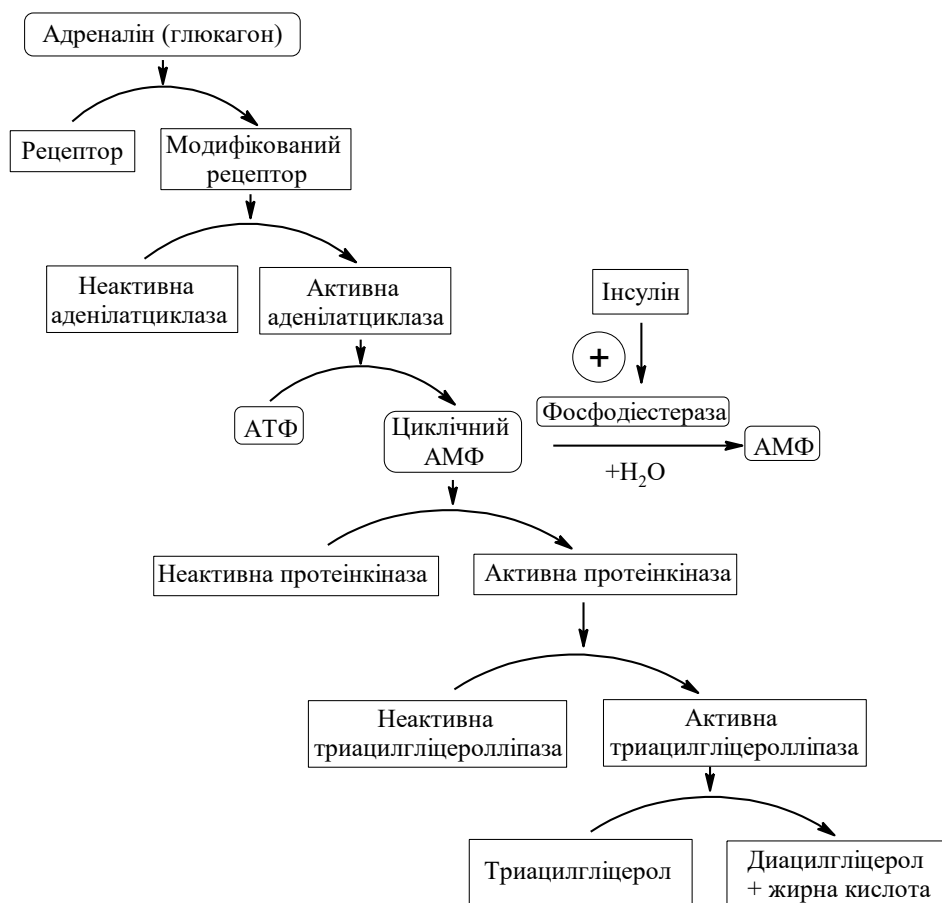 Адреналін (глюкагон)
Рецептор
Модифікований
рецептор
Неактивна
аденілатциклаза
Активна
аденілатциклаза
Інсулін
+
Фосфодіестераза
АТФ
Циклічний
АМФ
+H₂O
АМФ
Неактивна протеінкіназа
Активна протеінкіназа
Неактивна
триацилгліцеролліпаза
Активна
триацилгліцеролліпаза
Триацилгліцерол
Диацилгліцерол
+ жирна кислота